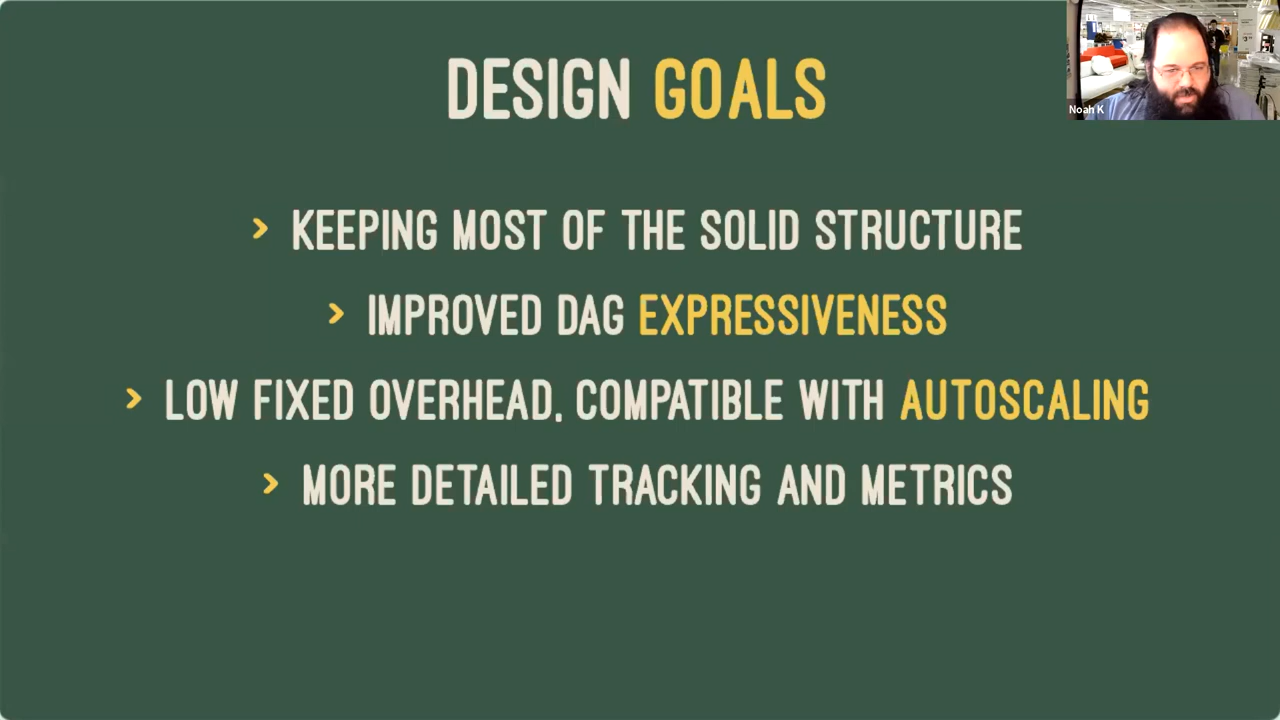 DESIGN GOALS
Noah K
> KEEPING MOST OF THE SOLID STRUCTURE
> IMPROVED DAG EXPRESSIVENESS
> LOW FIXED OVERHEAD, COMPATIBLE WITH AUTOSCALING
> MORE DETAILED TRACKING AND METRICS